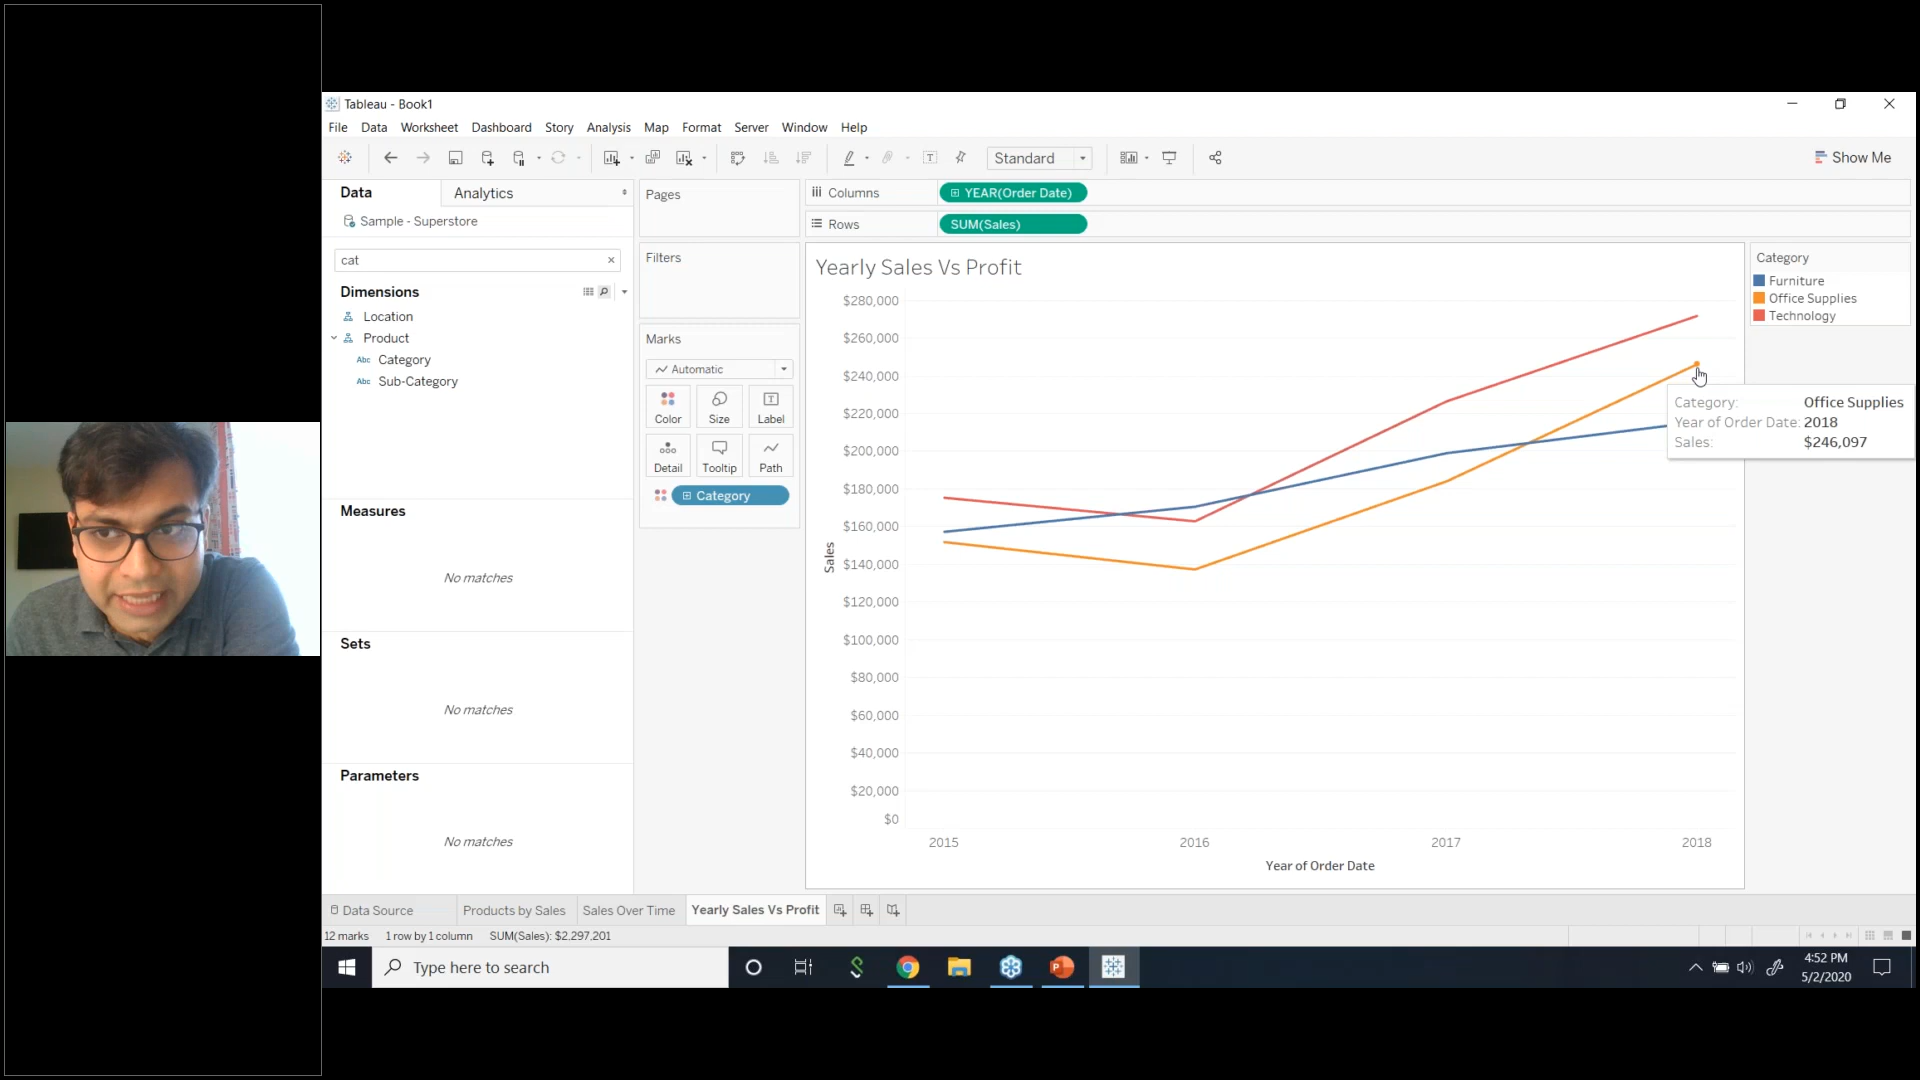 Tableau - Book1
File Data Worksheet Dashboard Story Analysis Map Format Server Window Help
Standard
Show Me
Data
Analytics
Sample - Superstore
cat
Dimensions
Location
Product
Abc Category
Abc Sub-Category
Measures
No matches
Sets
No matches
Parameters
No matches
Pages
Filters
Marks
Automatic
Color
Size
Label
Detail
Tooltip
Path
Category
Columns
YEAR(Order Date)
Rows
SUM(Sales)
Yearly Sales Vs Profit
$280,000
$260,000
$240,000
$220,000
$200,000
$180,000
$160,000
$140,000
$120,000
$100,000
$80,000
$60,000
$40,000
$20,000
$0
Sales
2015 2016 2017 2018
Year of Order Date
Category
Furniture
Office Supplies
Technology
Category: Office Supplies
Year of Order Date: 2018
Sales: $246,097
Data Source Products by Sales Sales Over Time Yearly Sales Vs Profit
12 marks 1 row by 1 column SUM(Sales): $2,297,201
Type here to search
4:52 PM
5/2/2020